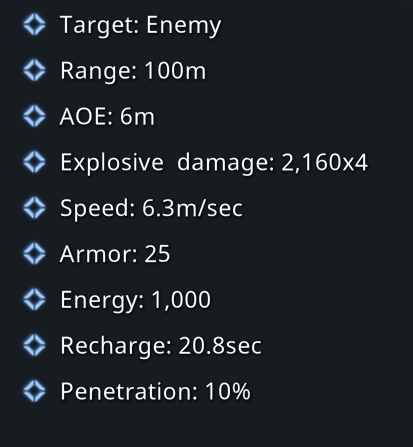 Target: Enemy
Range: 100m
AOE: 6m
Explosive  damage: 2,160x4
Speed: 6.3m/sec
Armor: 25
Energy: 1,000
Recharge: 20.8sec
Penetration: 10%